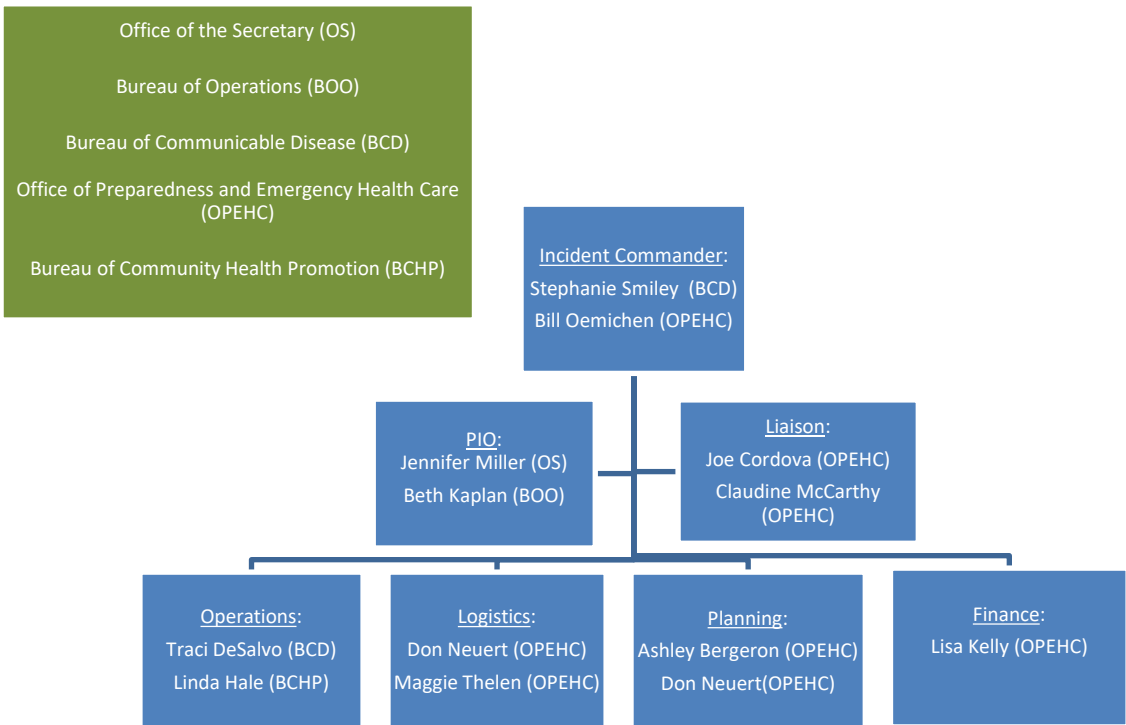 Office of the Secretary (OS)
Bureau of Operations (BOO)
Bureau of Communicable Disease (BCD)
Office of Preparedness and Emergency Health Care
(OPEHC)
Bureau of Community Health Promotion (BCHP)
Incident Commander:
Stephanie Smiley (BCD)
Bill Oemichen (OPEHC)
PIO:
Jennifer Miller (OS)
Beth Kaplan (BOO)
Liaison:
Joe Cordova (OPEHC)
Claudine McCarthy
(OPEHC)
Operations:
Traci DeSalvo (BCD)
Linda Hale (BCHP)
Logistics:
Don Neuert (OPEHC)
Maggie Thelen (OPEHC)
Planning:
Ashley Bergeron (OPEHC)
Don Neuert(OPEHC)
Finance:
Lisa Kelly (OPEHC)